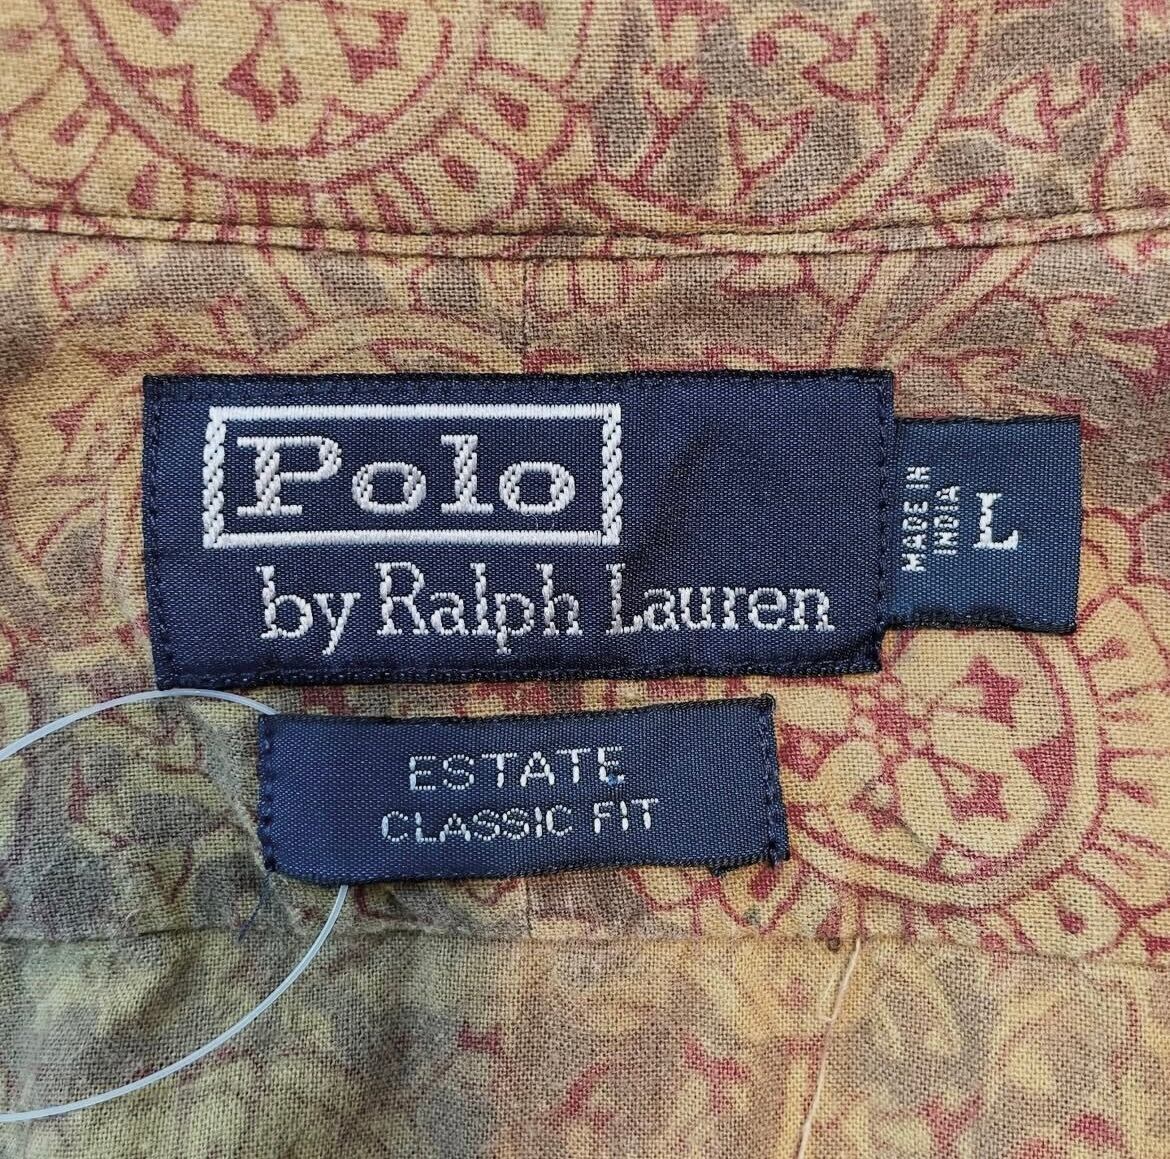 Polo
by Ralph Lauren
MADE IN
INDIA
L
ESTATE
CLASSIC FIT